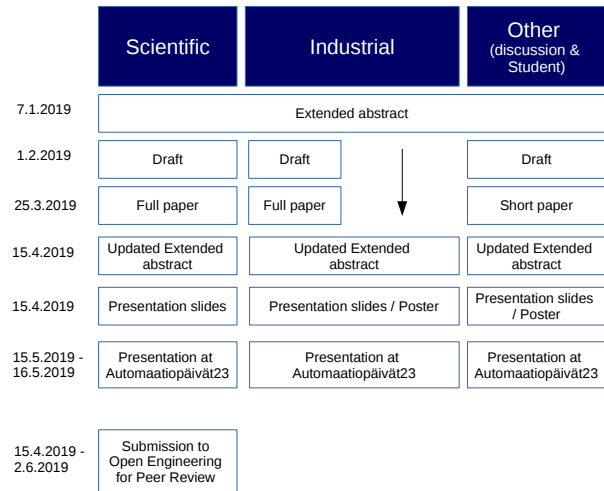 Scientific
Industrial
Other
(discussion &
Student)
7.1.2019
Extended abstract
1.2.2019
Draft
Draft
Draft
25.3.2019
Full paper
Full paper
Short paper
15.4.2019
Updated Extended
abstract
Updated Extended
abstract
Updated Extended
abstract
15.4.2019
Presentation slides
Presentation slides / Poster
Presentation slides
/ Poster
15.5.2019 -
16.5.2019
Presentation at
Automaatiopäivät23
Presentation at
Automaatiopäivät23
Presentation at
Automaatiopäivät23
15.4.2019 -
2.6.2019
Submission to
Open Engineering
for Peer Review